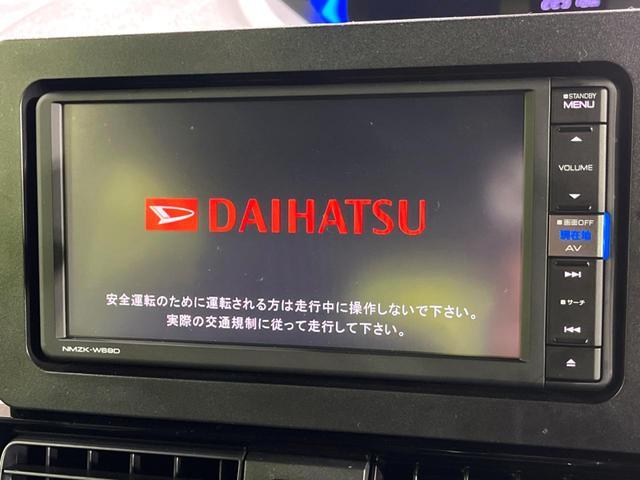 STANDBY
MENU
VOLUME
画面OFF
現在地
AV
サーチ
DAIHATSU
安全運転のために運転される方は走行中に操作しないで下さい。
実際の交通規制に従って走行して下さい。
NMZK-W68D